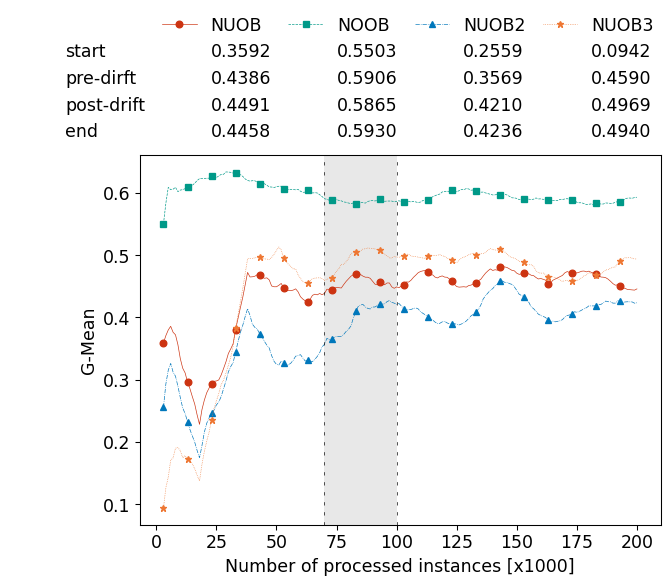 NUOB NOOB NUOB2 NUOB3
start 0.3592 0.5503 0.2559 0.0942
pre-dirft 0.4386 0.5906 0.3569 0.4590
post-drift 0.4491 0.5865 0.4210 0.4969
end 0.4458 0.5930 0.4236 0.4940
0.6
0.5
0.4
0.3
0.2
0.1
G-Mean
0 25 50 75 100 125 150 175 200
Number of processed instances [x1000]